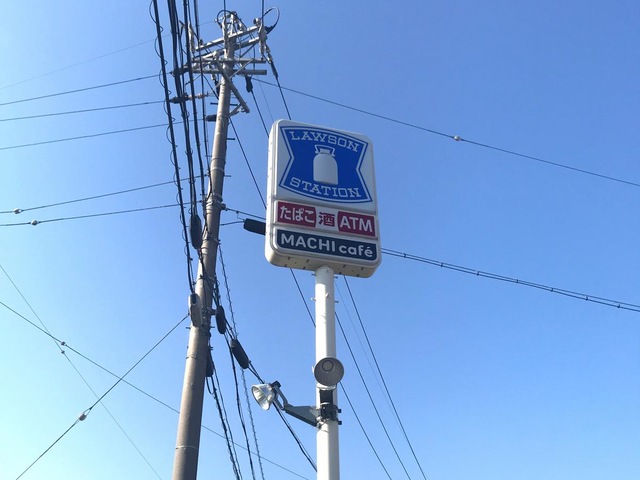 LAWSON
STATION
たばこ 酒 ATM
MACHI café